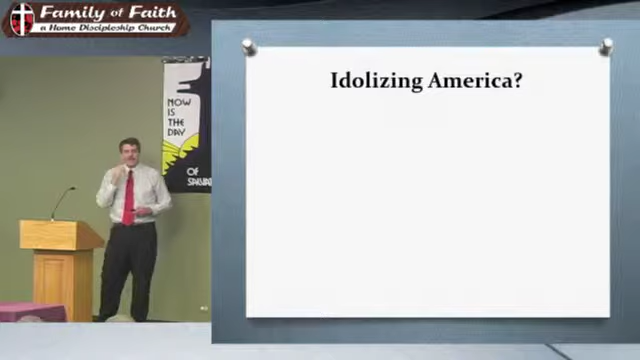 Family of Faith
a Home Discipleship Church
Idolizing America?
NOW
IS
THE
DAY
OF